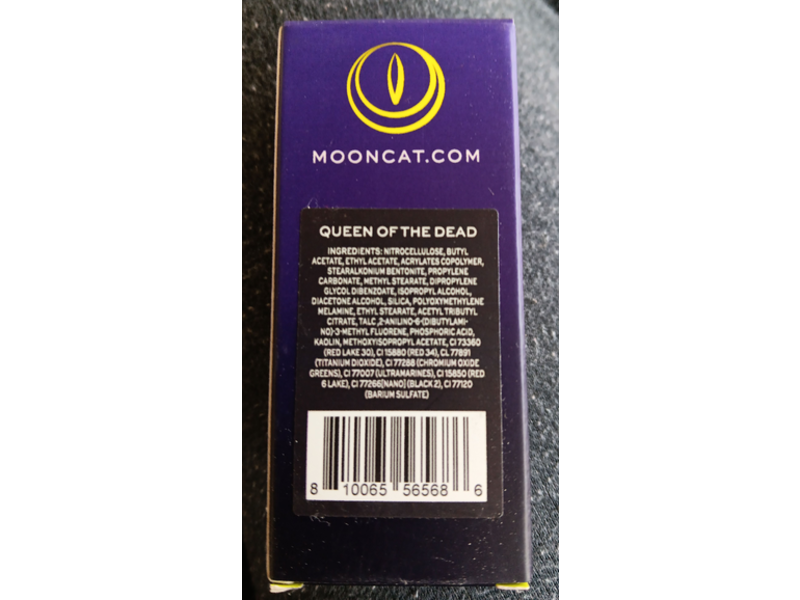 MOONCAT.COM
QUEEN OF THE DEAD
INGREDIENTS: NITROCELLULOSE, BUTYL
ACETATE, ETHYL ACETATE, ACRYLATES COPOLYMER,
STEARALKONIUM BENTONITE, PROPYLENE
CARBONATE, METHYL STEARATE, DIPROPYLENE
GLYCOL DIBENZOATE, ISOPROPYL ALCOHOL,
DIACETONE ALCOHOL, SILICA, POLYOXYMETHYLENE
MELAMINE, ETHYL STEARATE, ACETYL TRIBUTYL
CITRATE, TALC ,2-ANILINO-6-(DIBUTYLAMI-
NO)-3-METHYL FLUORENE, PHOSPHORIC ACID,
KAOLIN, METHOXYISOPROPYL ACETATE, CI 73360
(RED LAKE 30), CI 15880 (RED 34), CL 77891
(TITANIUM DIOXIDE), CI 77288 (CHROMIUM OXIDE
GREENS), CI 77007 (ULTRAMARINES), CI 15850 (RED
6 LAKE), CI 77266[NANO] (BLACK 2), CI 77120
(BARIUM SULFATE)
8 10065 56568 6